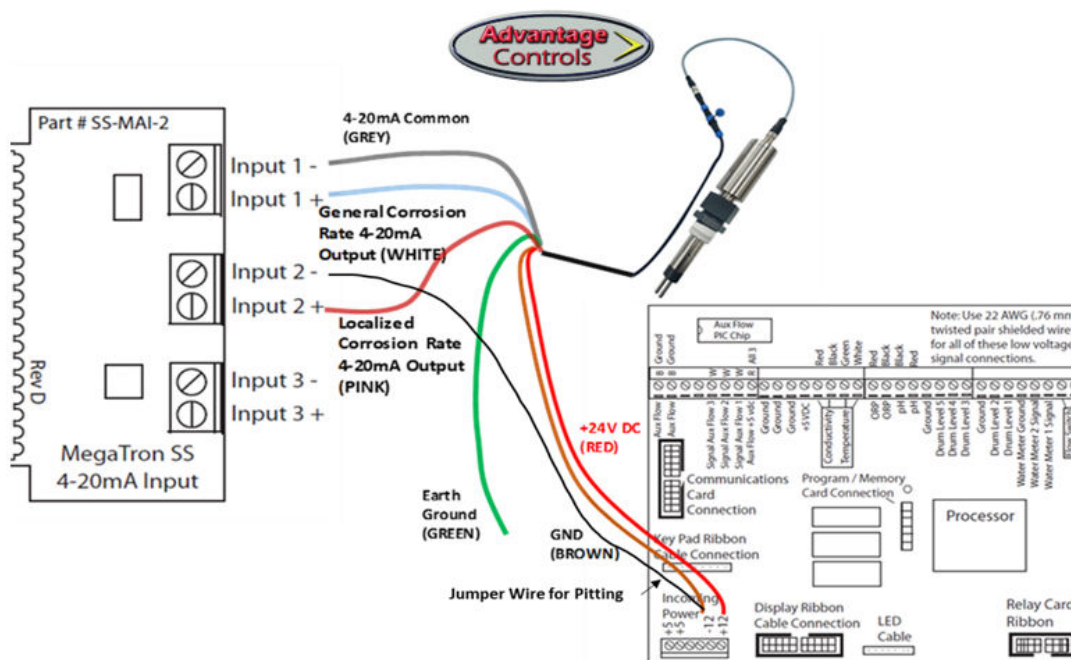 Advantage
Controls
Part # SS-MAI-2
4-20mA Common
(GREY)
Input 1 -
Input 1 +
General Corrosion
Rate 4-20mA
Output (WHITE)
Input 2 -
Input 2 +
Localized
Corrosion Rate
4-20mA Output
(PINK)
Rev D
Input 3 -
Input 3 +
MegaTron SS
4-20mA Input
+24V DC
(RED)
Earth
Ground
(GREEN)
GND
(BROWN)
Jumper Wire for Pitting
Note: Use 22 AWG (.76 mm
twisted pair shielded wire
for all of these low voltage
signal connections.
Aux Flow
PIC Chip
Ground
Ground
All 3
Red
Black
Green
White
Red
Black
Black
Red
B
B
W
W
W
R
Aux Flow
Aux Flow
Signal Aux Flow 3
Signal Aux Flow 2
Signal Aux Flow 1
Aux Flow +5 vdc
Ground
Ground
Ground
+5 VDC
Conductivity
Temperature
ORP
ORP
pH
pH
Ground
Drum Level 5
Drum Level 4
Drum Level 3
Ground
Drum Level 2
Drum Level 1
Water Meter Ground
Water Meter 2 Signal
Water Meter 1 Signal
Flow Switch
Communications
Card
Connection
Program / Memory
Card Connection
Processor
Key Pad Ribbon
Cable Connection
Incoming
Power
+5
+5
-12
+12
Display Ribbon
Cable Connection
LED
Cable
Relay Card
Ribbon